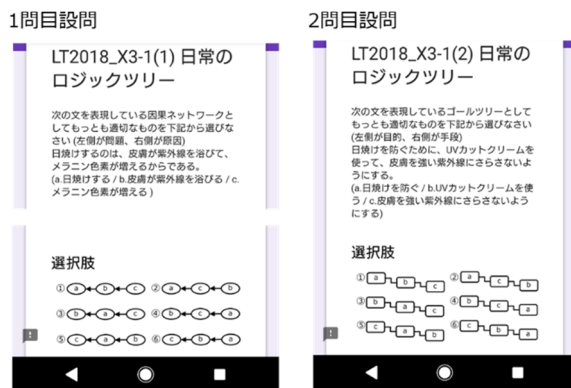 1問目設問
LT2018_X3-1(1) 日常の
ロジックツリー
次の文を表現している因果ネットワークと
してもっとも適切なものを下記から選びな
さい (左側が問題、右側が原因)
日焼けするのは、皮膚が紫外線を浴びて、
メラニン色素が増えるからである。
(a.日焼けする / b.皮膚が紫外線を浴びる / c.
メラニン色素が増える )
選択肢
① a b c ② a c b
③ b a c ④ b c a
⑤ c a b ⑥ c b a
2問目設問
LT2018_X3-1(2) 日常の
ロジックツリー
次の文を表現しているゴールツリーとして
もっとも適切なものを下記から選びなさい
(左側が目的、右側が手段)
日焼けを防ぐために、UVカットクリームを
使って、皮膚を強い紫外線にさらさないよ
うにする。
(a.日焼けを防ぐ / b.UVカットクリームを使
う / c.皮膚を強い紫外線にさらさないよう
にする)
選択肢
① a b c ② a c b
③ b a c ④ b c a
⑤ c a b ⑥ c b a